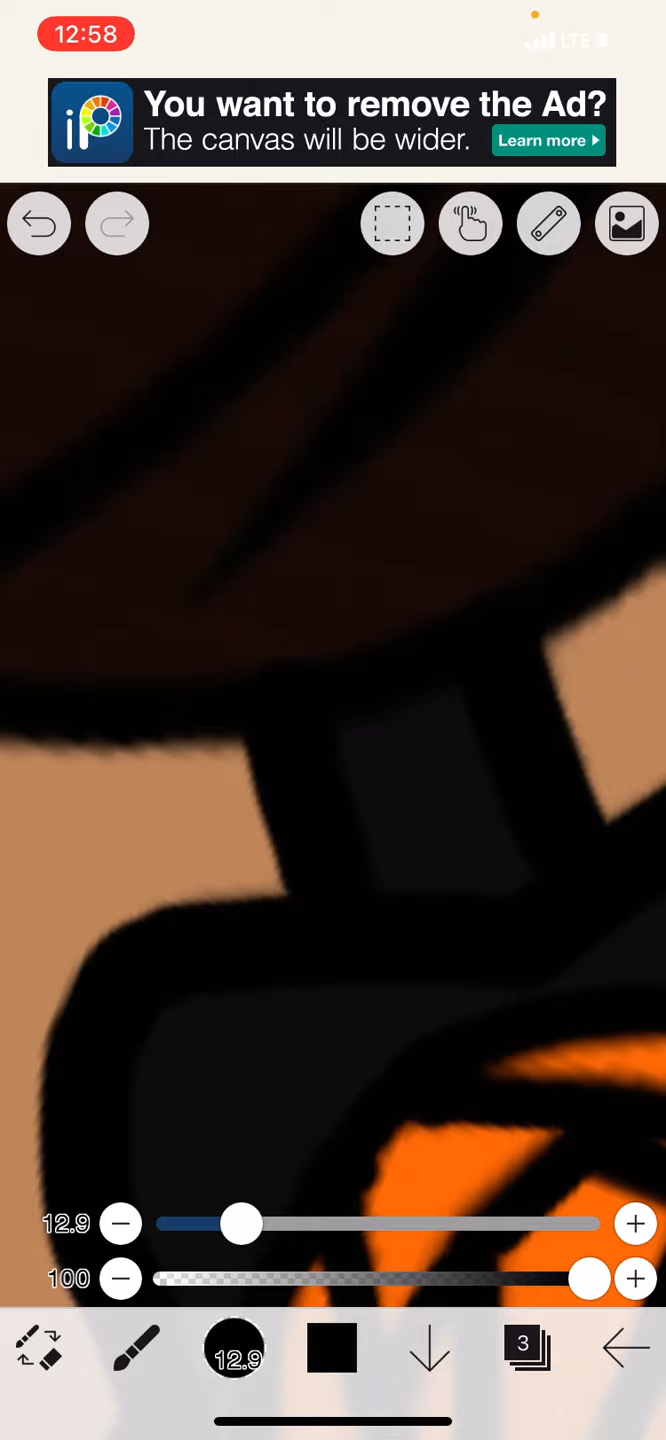 12:58
LTE
iP
You want to remove the Ad?
The canvas will be wider.
Learn more
12.9
100
12.9
3